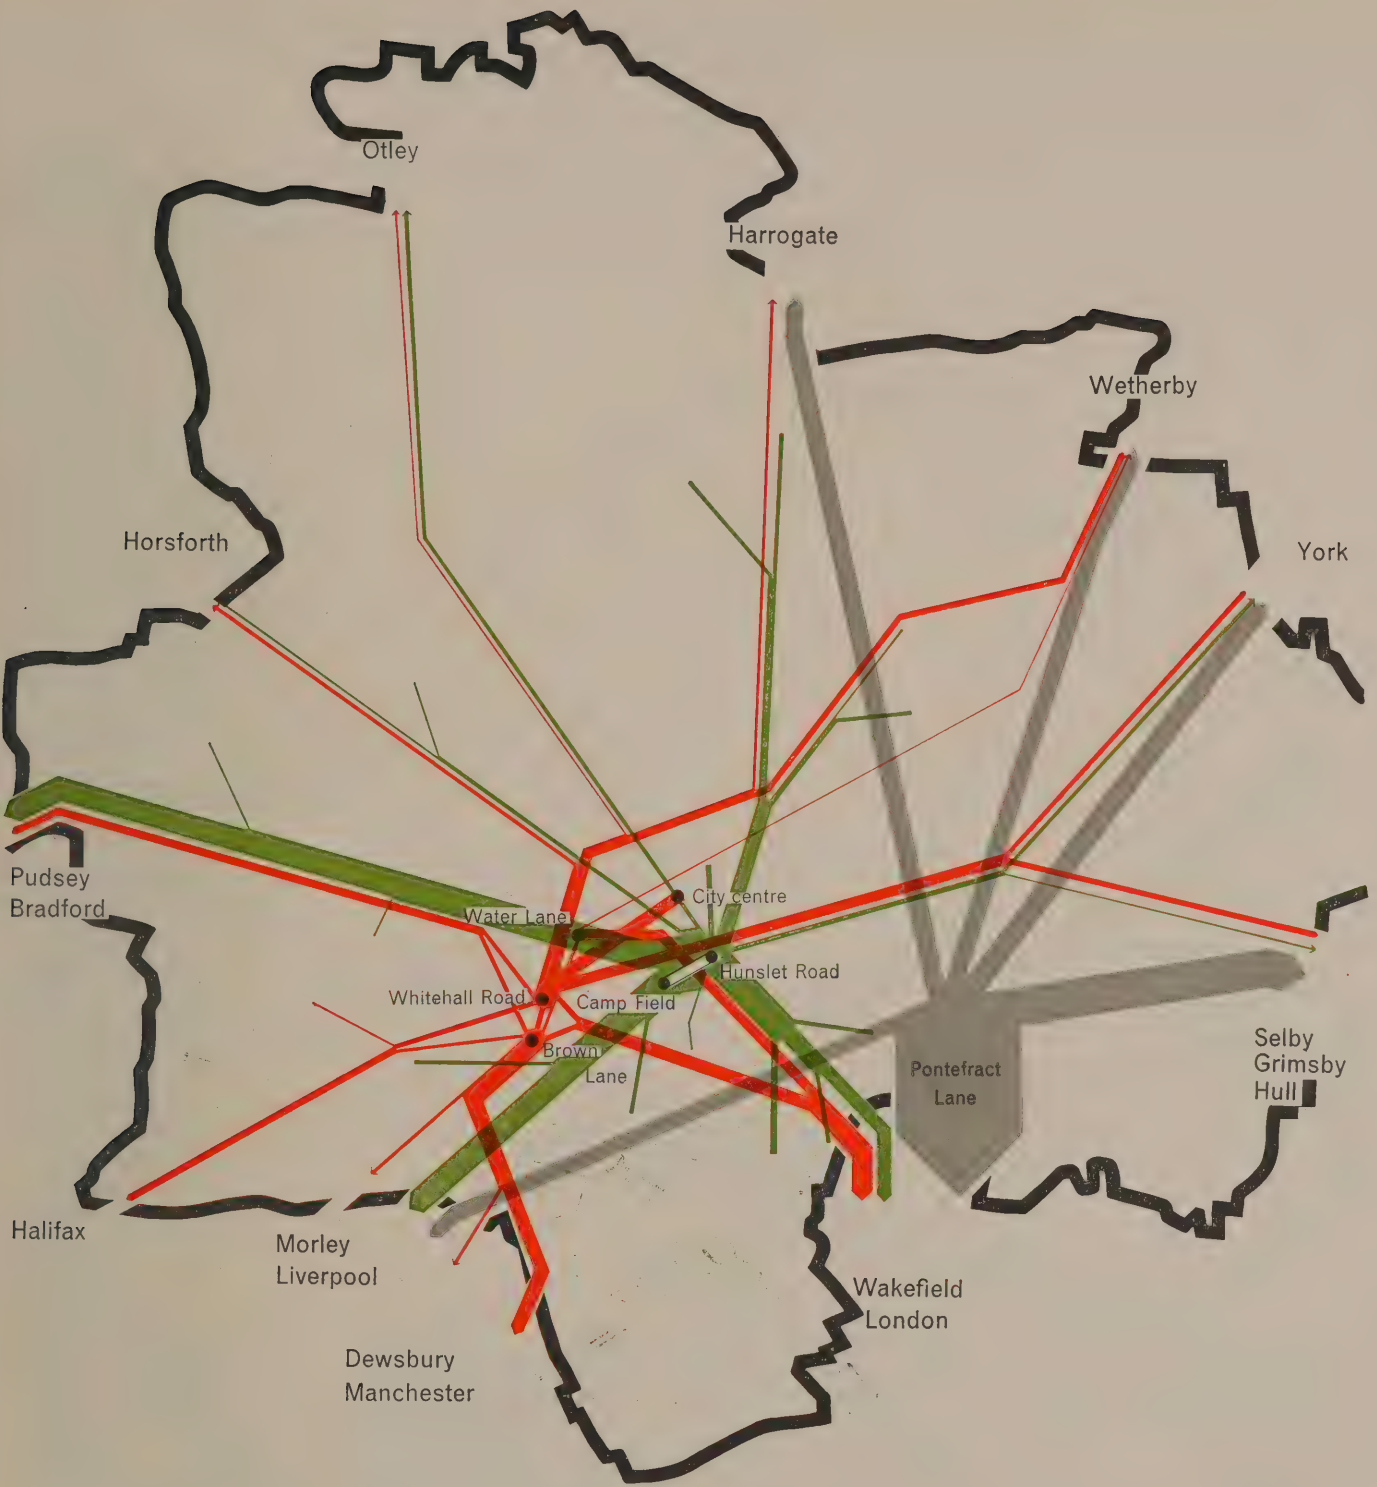 Otley
Harrogate
Wetherby
Horsforth
York
Pudsey
Bradford
City centre
Water Lane
Hunslet Road
Whitehall Road
Camp Field
Brown
Lane
Pontefract
Lane
Selby
Grimsby
Hull
Halifax
Morley
Liverpool
Wakefield
London
Dewsbury
Manchester